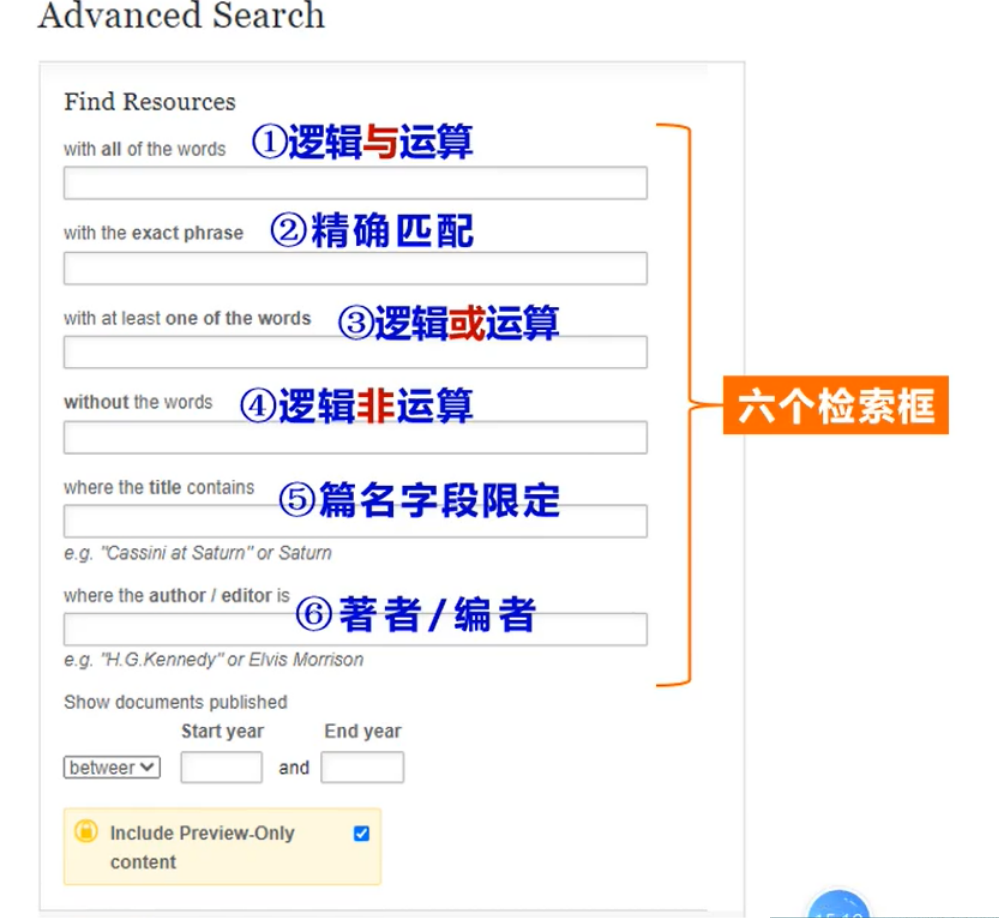 Advanced Search
Find Resources
with all of the words ①逻辑与运算
with the exact phrase ②精确匹配
with at least one of the words ③逻辑或运算
without the words ④逻辑非运算
六个检索框
where the title contains ⑤篇名字段限定
e.g. "Cassini at Saturn" or Saturn
where the author / editor is ⑥著者/编者
e.g. "H.G.Kennedy" or Elvis Morrison
Show documents published
Start year End year
betweer and
Include Preview-Only
content